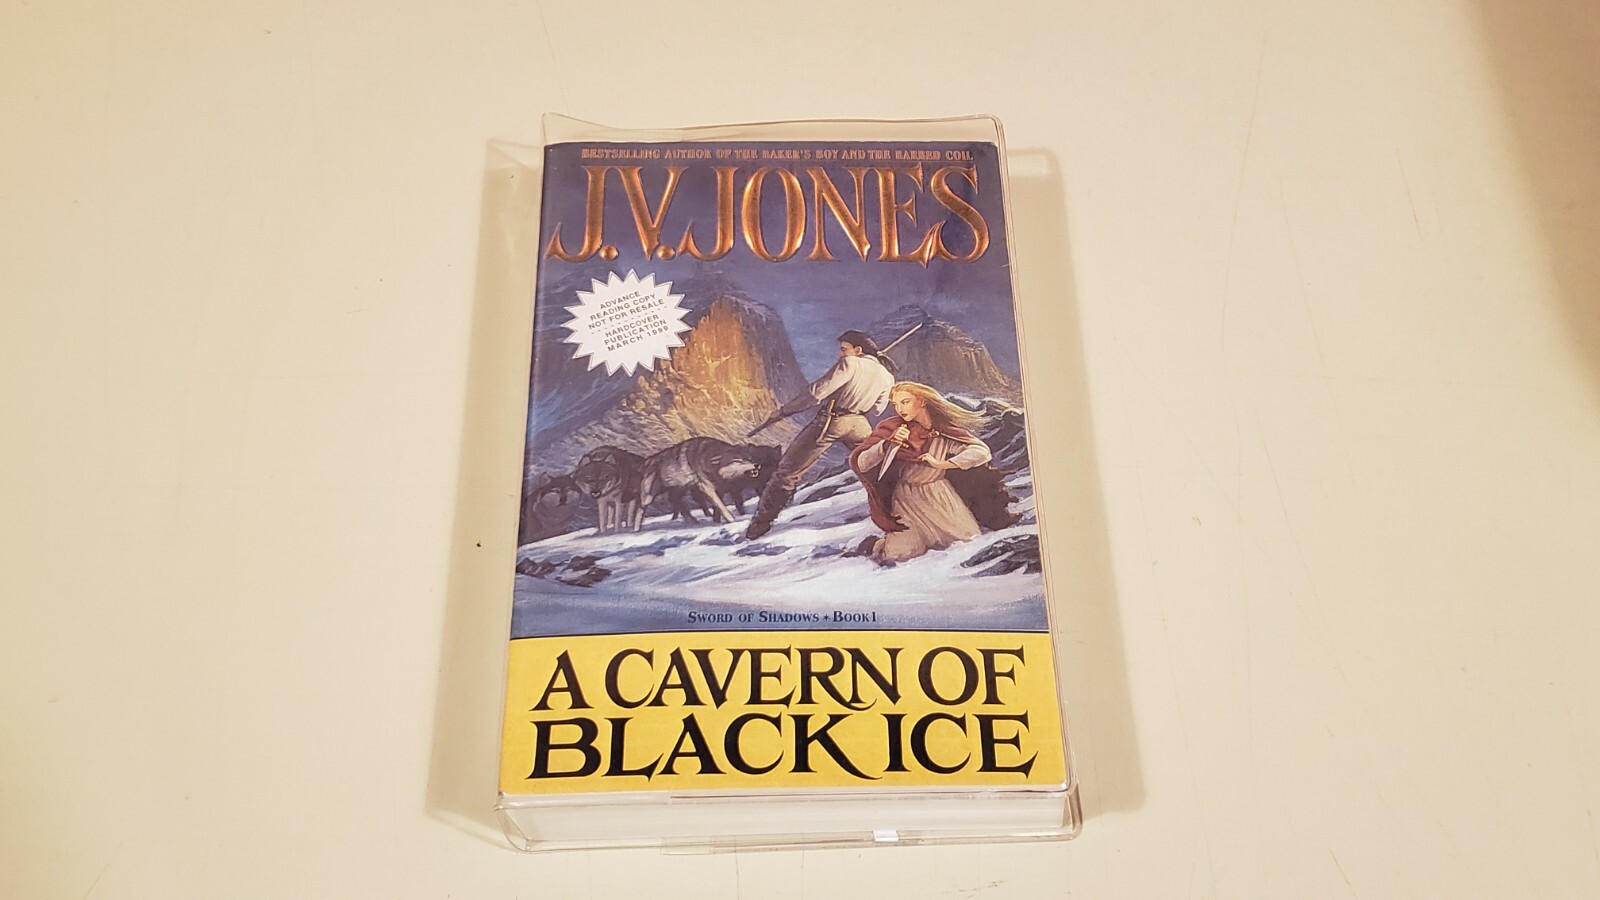 BESTSELLING AUTHOR OF THE BAKER'S BOY AND THE BARBED COIL
J.V. JONES
ADVANCE
READING COPY
NOT FOR RESALE
HARDCOVER
PUBLICATION
MARCH 1999
SWORD OF SHADOWS • BOOK 1
A CAVERN OF
BLACK ICE